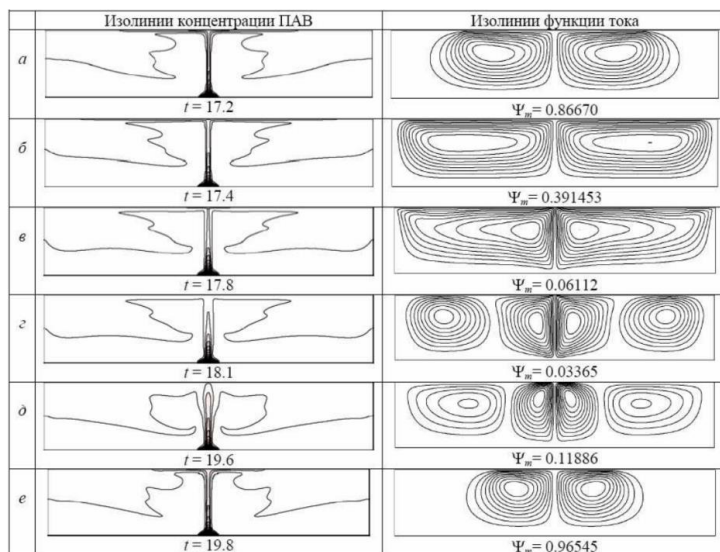 Изолинии концентрации ПАВ Изолинии функции тока
а
t = 17.2 Ψm= 0.86670
б
t = 17.4 Ψm= 0.391453
в
t = 17.8 Ψm= 0.06112
г
t = 18.1 Ψm= 0.03365
д
t = 19.6 Ψm= 0.11886
е
t = 19.8 Ψm= 0.96545